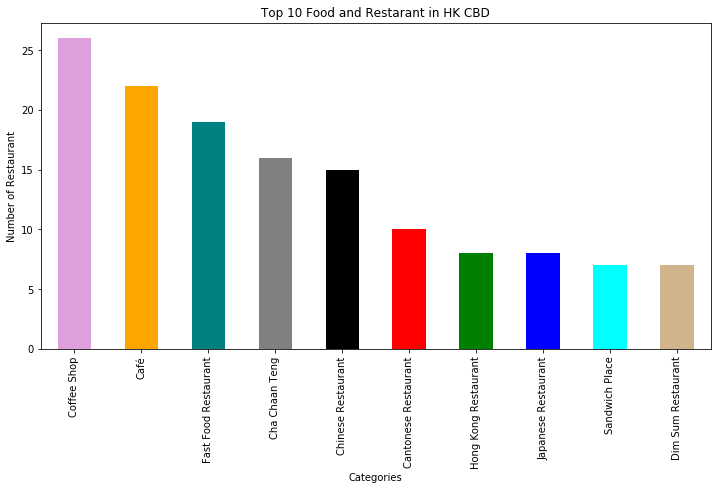 Top 10 Food and Restarant in HK CBD
Number of Restaurant
25
20
15
10
5
0
Coffee Shop
Café
Fast Food Restaurant
Cha Chaan Teng
Chinese Restaurant
Cantonese Restaurant
Hong Kong Restaurant
Japanese Restaurant
Sandwich Place
Dim Sum Restaurant
Categories